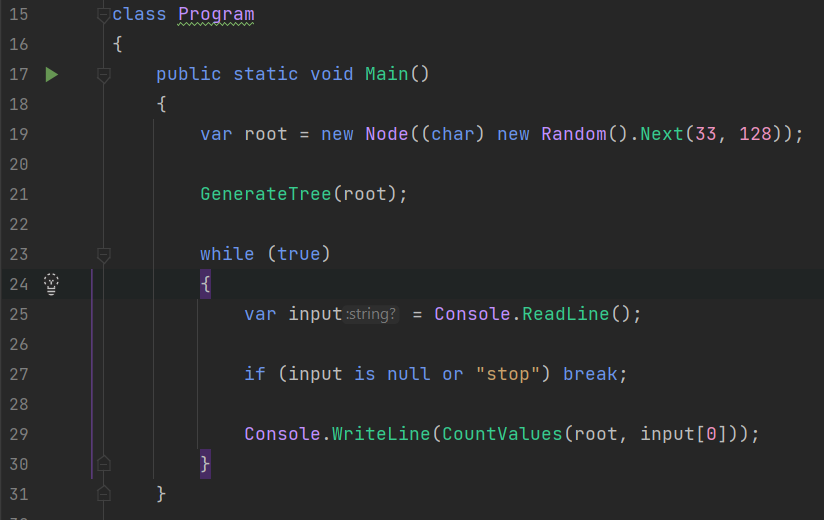 15 class Program
16 {
17 public static void Main()
18 {
19 var root = new Node((char) new Random().Next(33, 128));
20
21 GenerateTree(root);
22
23 while (true)
24 {
25 var input :string? = Console.ReadLine();
26
27 if (input is null or "stop") break;
28
29 Console.WriteLine(CountValues(root, input[0]));
30 }
31 }